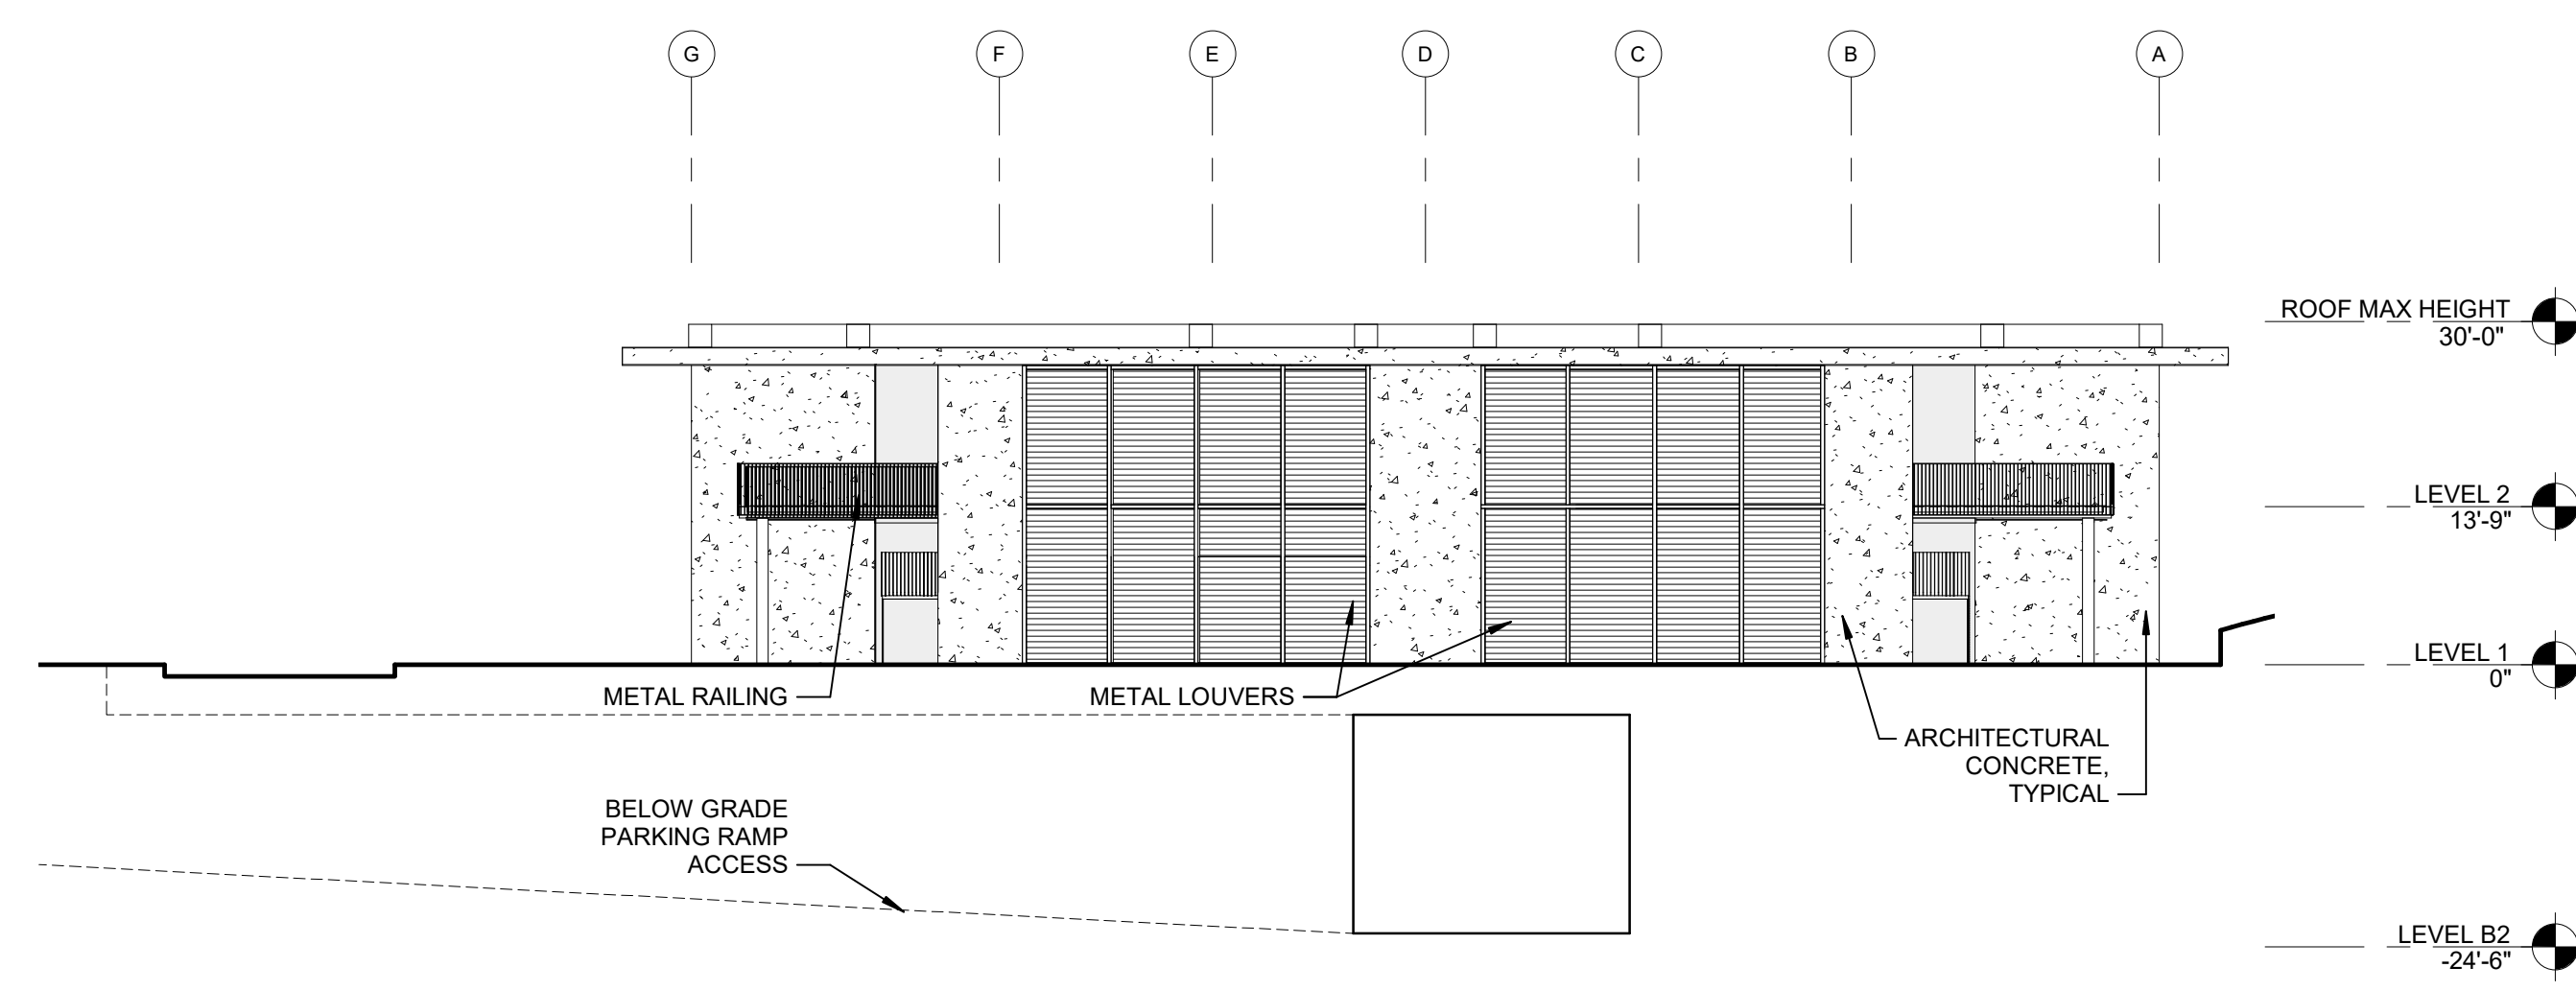 G
F
E
D
C
B
A
ROOF MAX HEIGHT
30'-0"
LEVEL 2
13'-9"
LEVEL 1
0"
METAL RAILING
METAL LOUVERS
ARCHITECTURAL
CONCRETE,
TYPICAL
BELOW GRADE
PARKING RAMP
ACCESS
LEVEL B2
-24'-6"